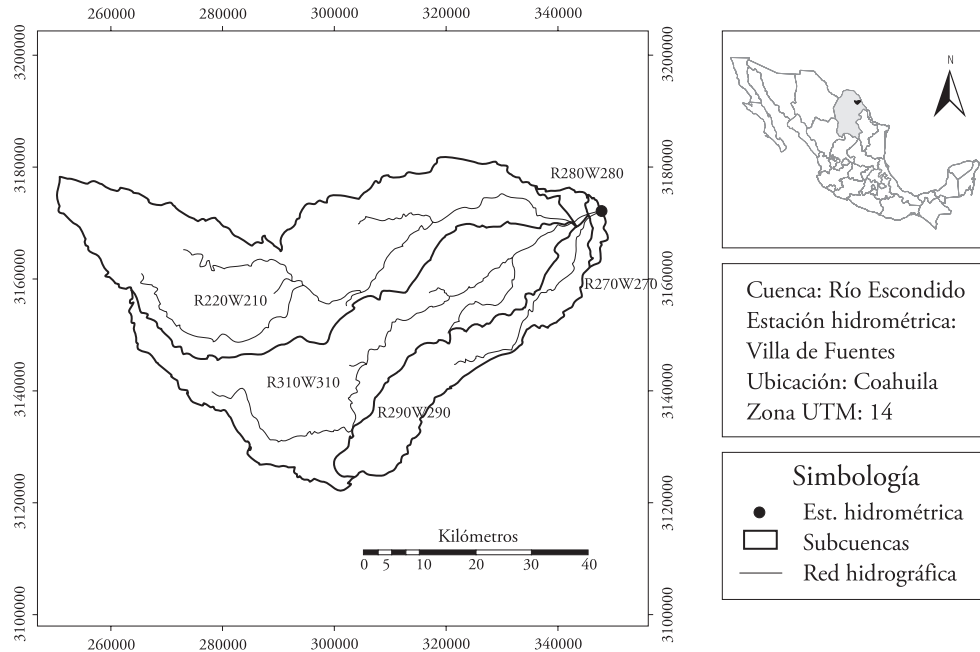 260000 280000 300000 320000 340000
3200000
3180000
3160000
3140000
3120000
3100000
R280W280
R270W270
R220W210
R310W310
R290W290
Kilómetros
0 5 10 20 30 40
3200000
3180000
3160000
3140000
3120000
3100000
260000 280000 300000 320000 340000
N
Cuenca: Río Escondido
Estación hidrométrica:
Villa de Fuentes
Ubicación: Coahuila
Zona UTM: 14
Simbología
Est. hidrométrica
Subcuencas
Red hidrográfica